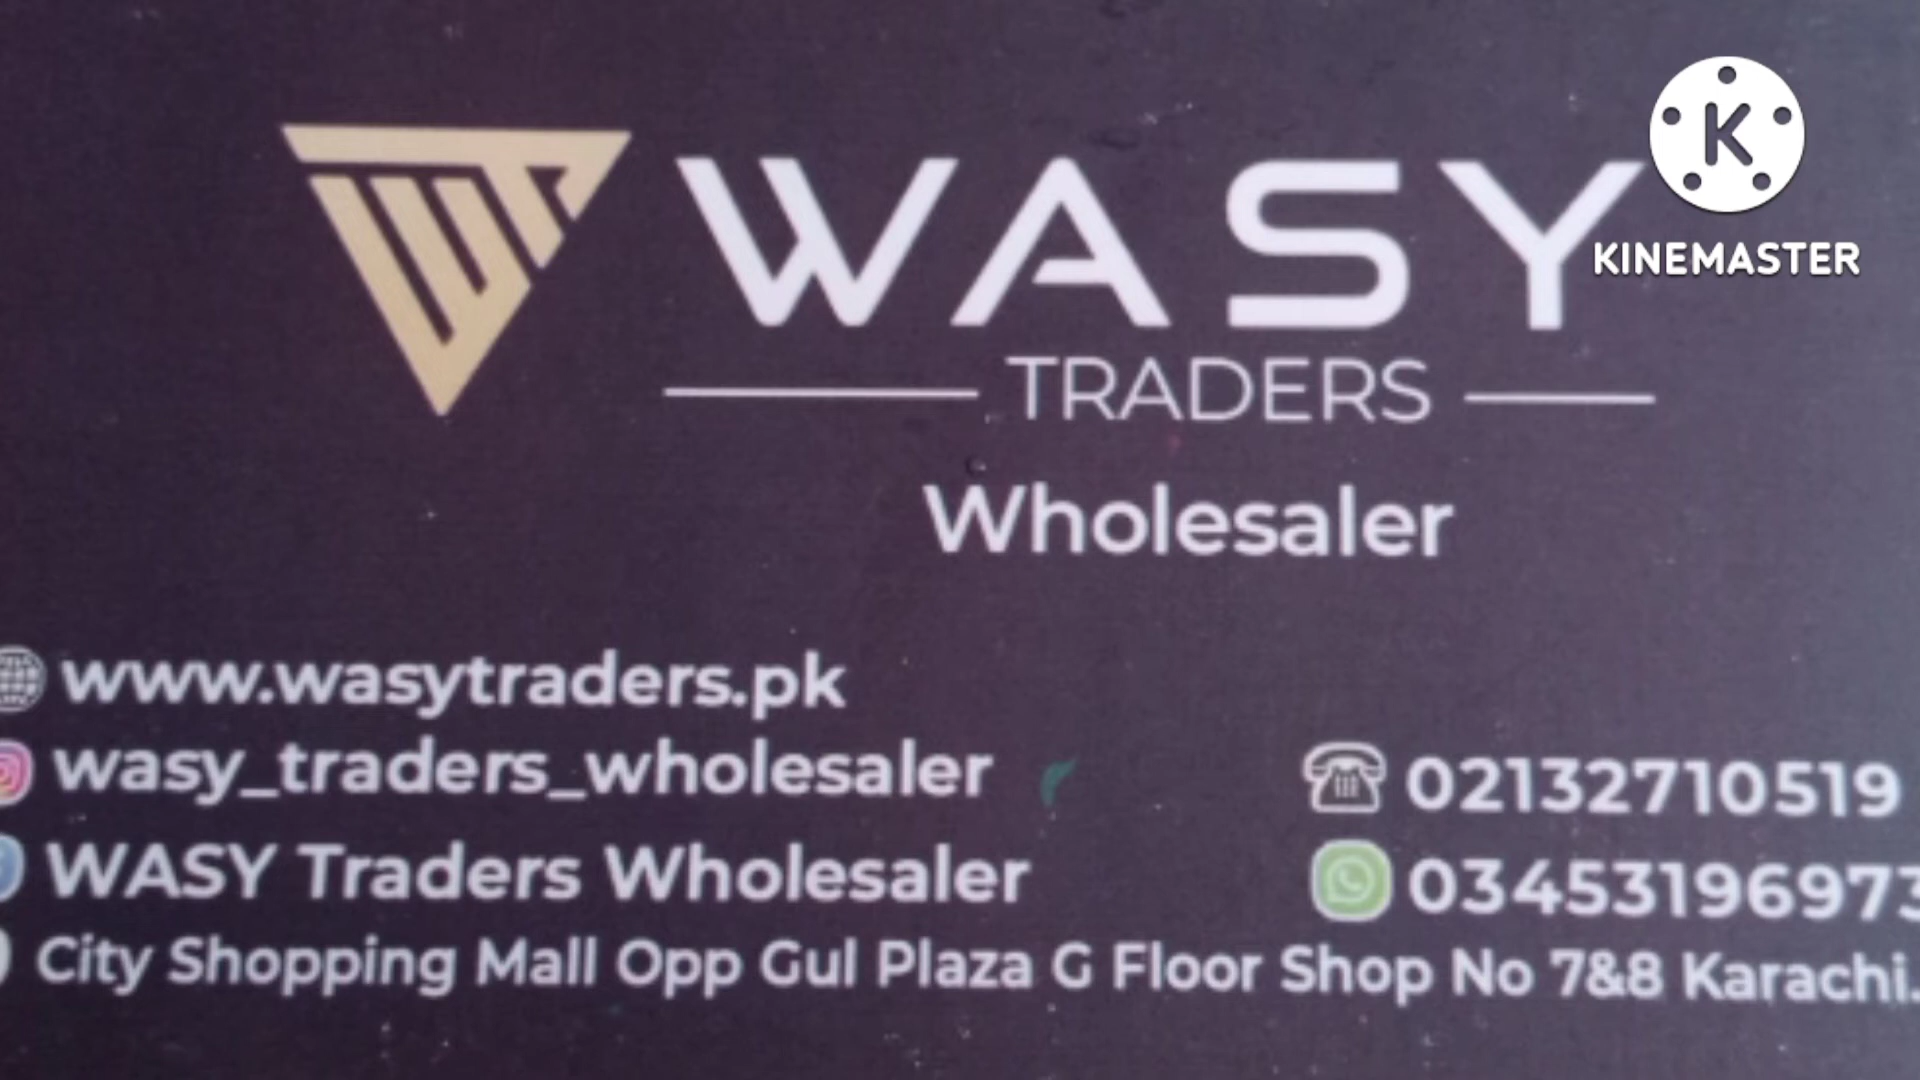 WASY
TRADERS
Wholesaler
K
KINEMASTER
www.wasytraders.pk
wasy_traders_wholesaler
WASY Traders Wholesaler
02132710519
03453196973
City Shopping Mall Opp Gul Plaza G Floor Shop No 7&8 Karachi.